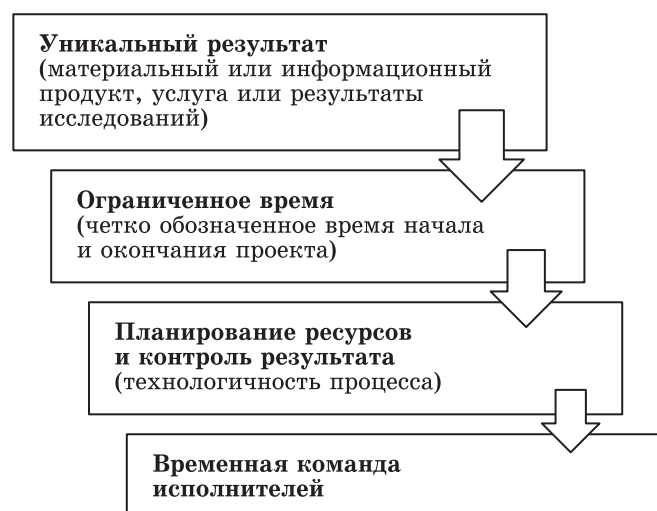 Уникальный результат
(материальный или информационный
продукт, услуга или результаты
исследований)
Ограниченное время
(четко обозначенное время начала
и окончания проекта)
Планирование ресурсов
и контроль результата
(технологичность процесса)
Временная команда
исполнителей